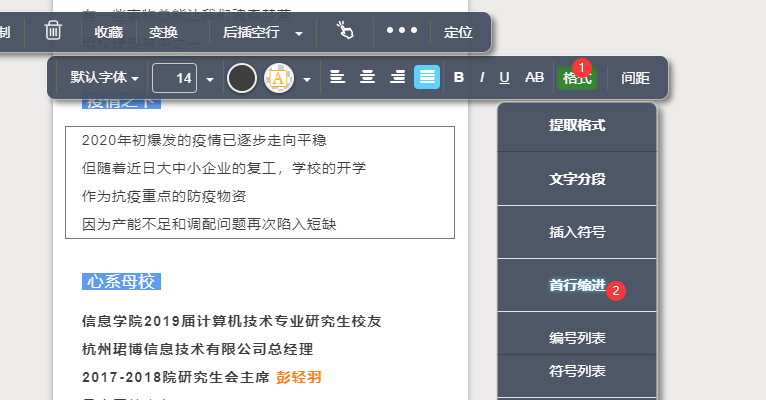 制 收藏 变换 后插空行 定位
默认字体 14 B I U AB 格式 1 间距
疫情之下
2020年初爆发的疫情已逐步走向平稳
但随着近日大中小企业的复工，学校的开学
作为抗疫重点的防疫物资
因为产能不足和调配问题再次陷入短缺
心系母校
信息学院2019届计算机技术专业研究生校友
杭州珺博信息技术有限公司总经理
2017-2018院研究生会主席 彭轻羽
提取格式
文字分段
插入符号
首行缩进 2
编号列表
符号列表